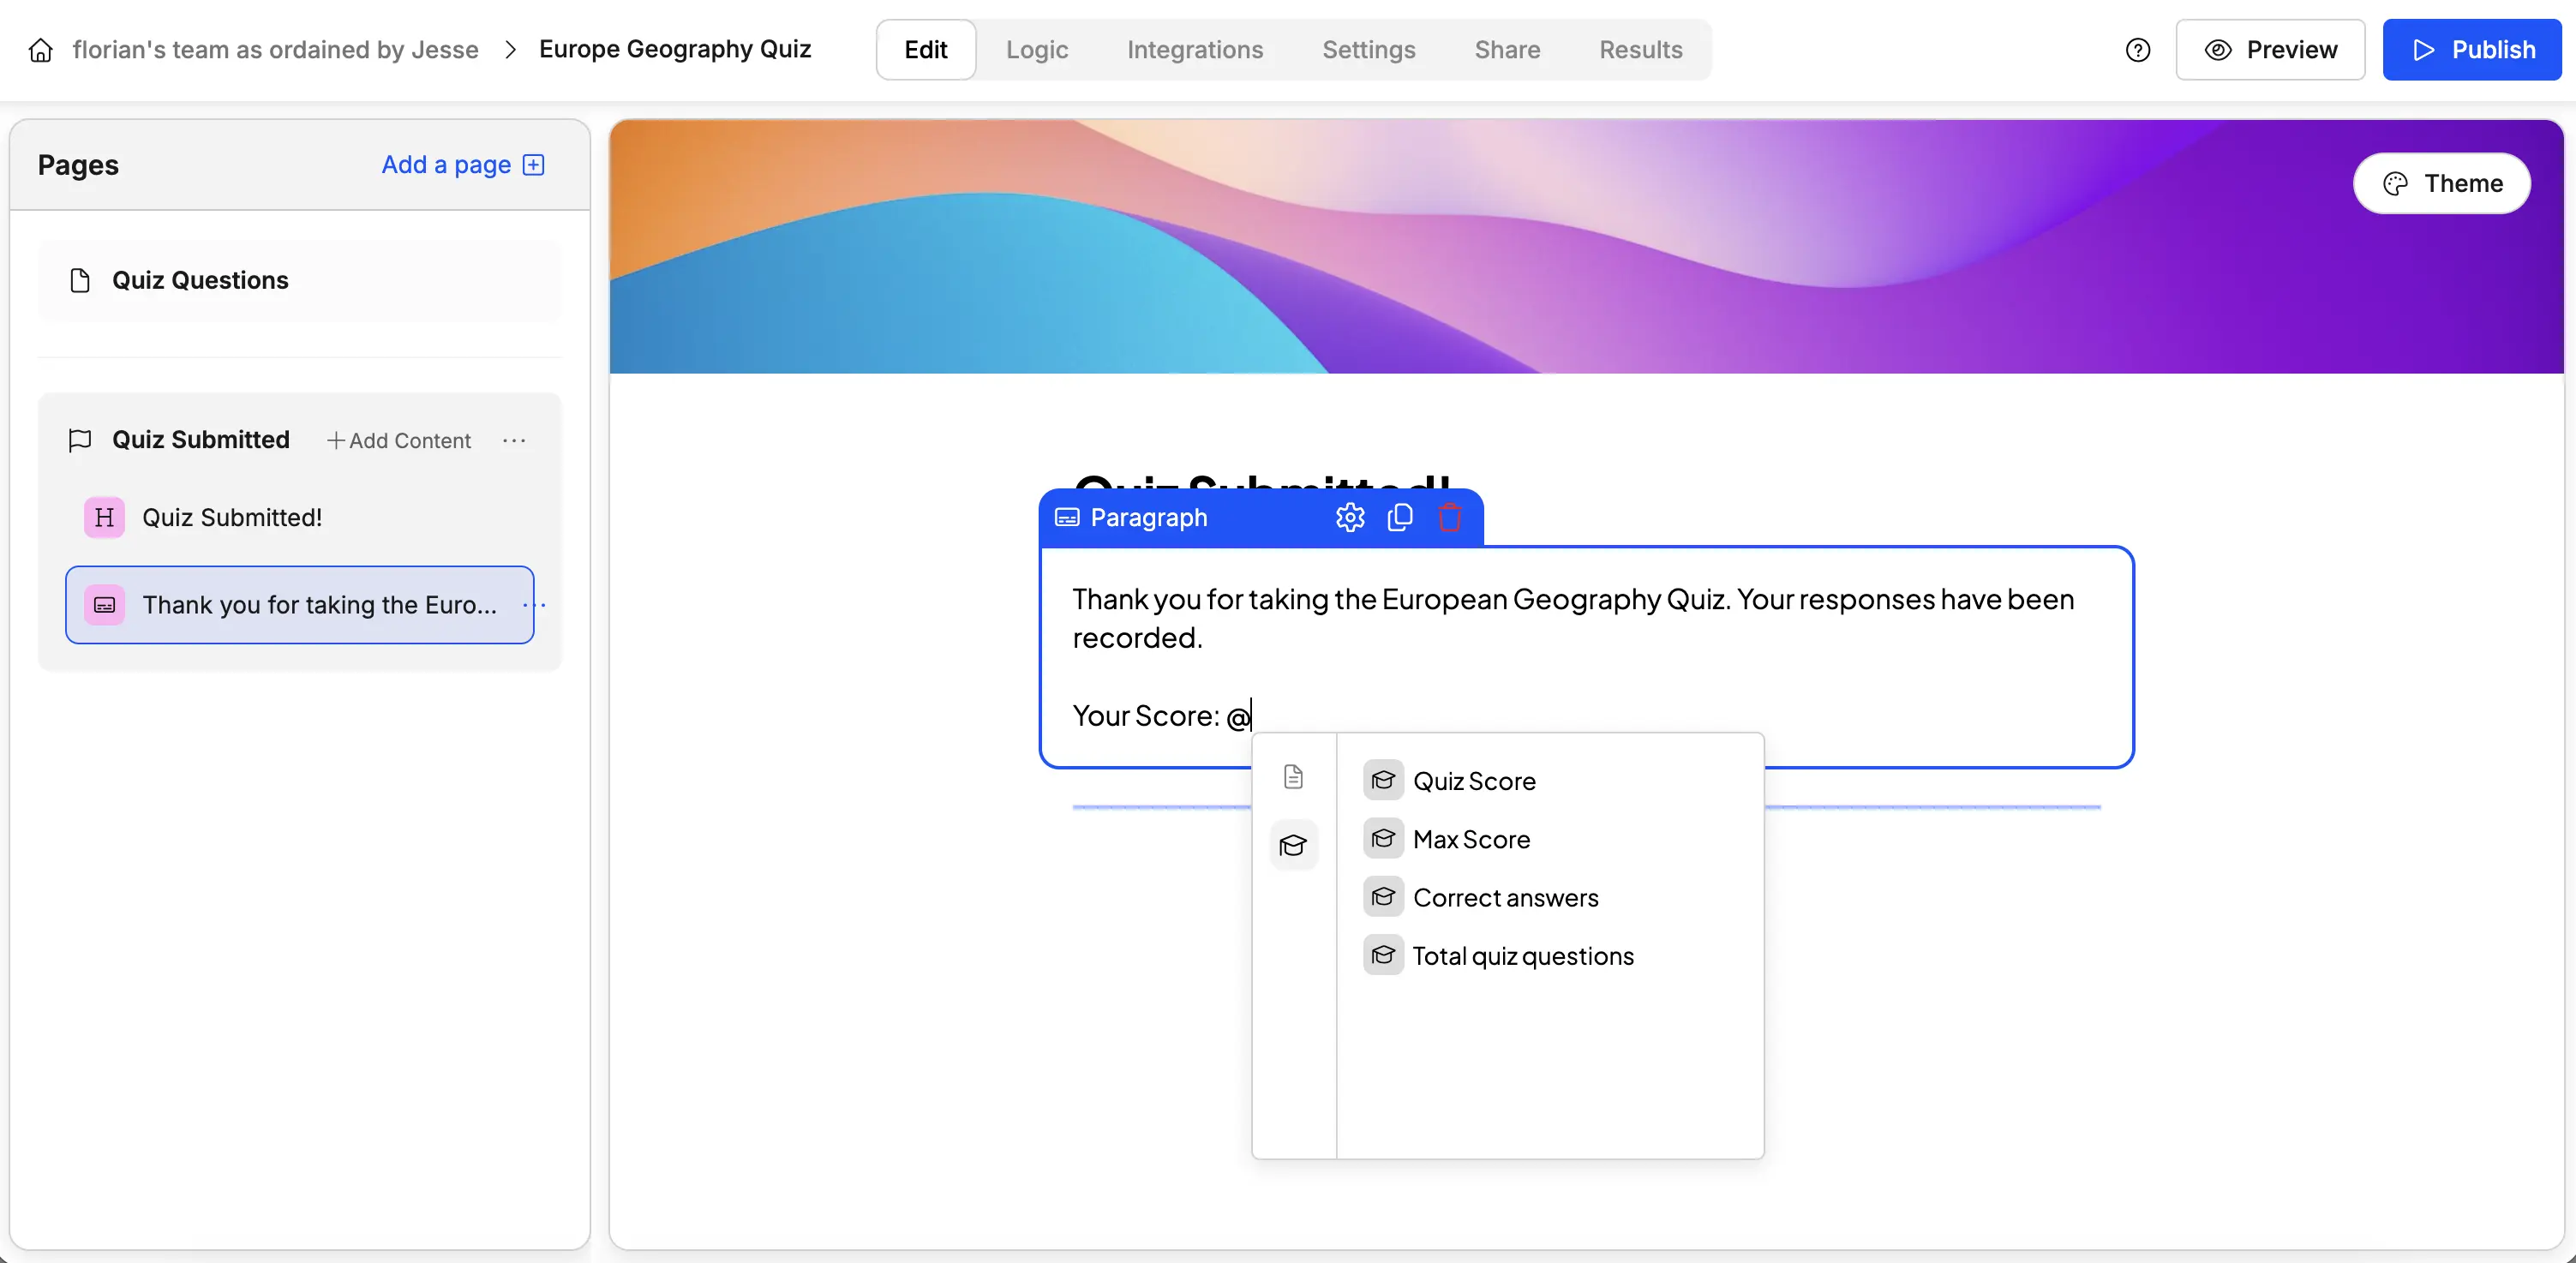 florian's team as ordained by Jesse > Europe Geography Quiz
Edit
Logic
Integrations
Settings
Share
Results
Preview
Publish
Pages
Add a page
Quiz Questions
Quiz Submitted
+ Add Content
Quiz Submitted!
Thank you for taking the Euro...
Theme
Quiz Submitted!
Paragraph
Thank you for taking the European Geography Quiz. Your responses have been
recorded.
Your Score: @
Quiz Score
Max Score
Correct answers
Total quiz questions